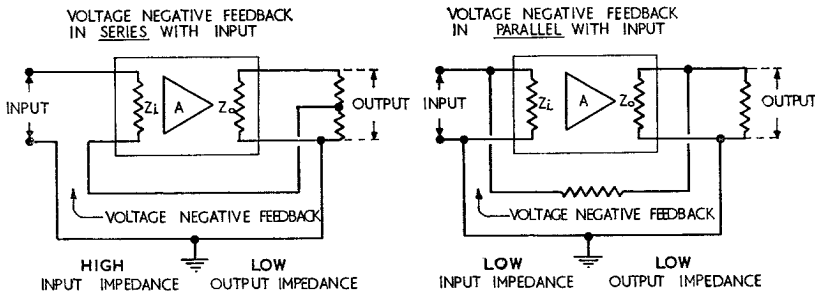 VOLTAGE NEGATIVE FEEDBACK
IN SERIES WITH INPUT
INPUT
Zi
A
Zo
OUTPUT
VOLTAGE NEGATIVE FEEDBACK
HIGH
INPUT IMPEDANCE
LOW
OUTPUT IMPEDANCE
VOLTAGE NEGATIVE FEEDBACK
IN PARALLEL WITH INPUT
INPUT
Zi
A
Zo
OUTPUT
VOLTAGE NEGATIVE FEEDBACK
LOW
INPUT IMPEDANCE
LOW
OUTPUT IMPEDANCE